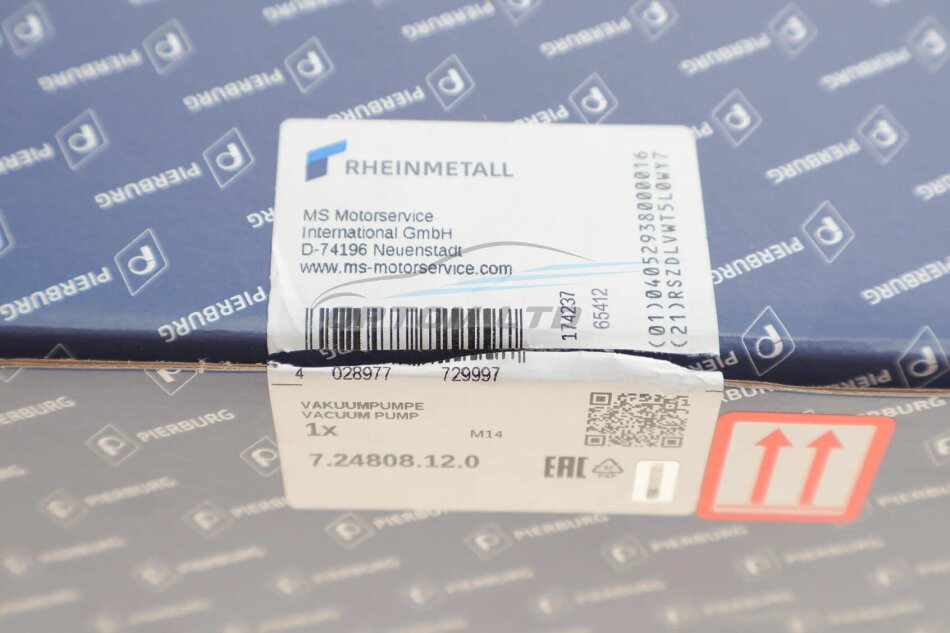 PIERBURG
RHEINMETALL
MS Motorservice
International GmbH
D-74196 Neuenstadt
www.ms-motorservice.com
174237
65412
(01)04052938000016
(21)RSZDLVWT5L0WY7
4 028977 729997
VAKUUMPUMPE
VACUUM PUMP
1x
M14
7.24808.12.0
EAC